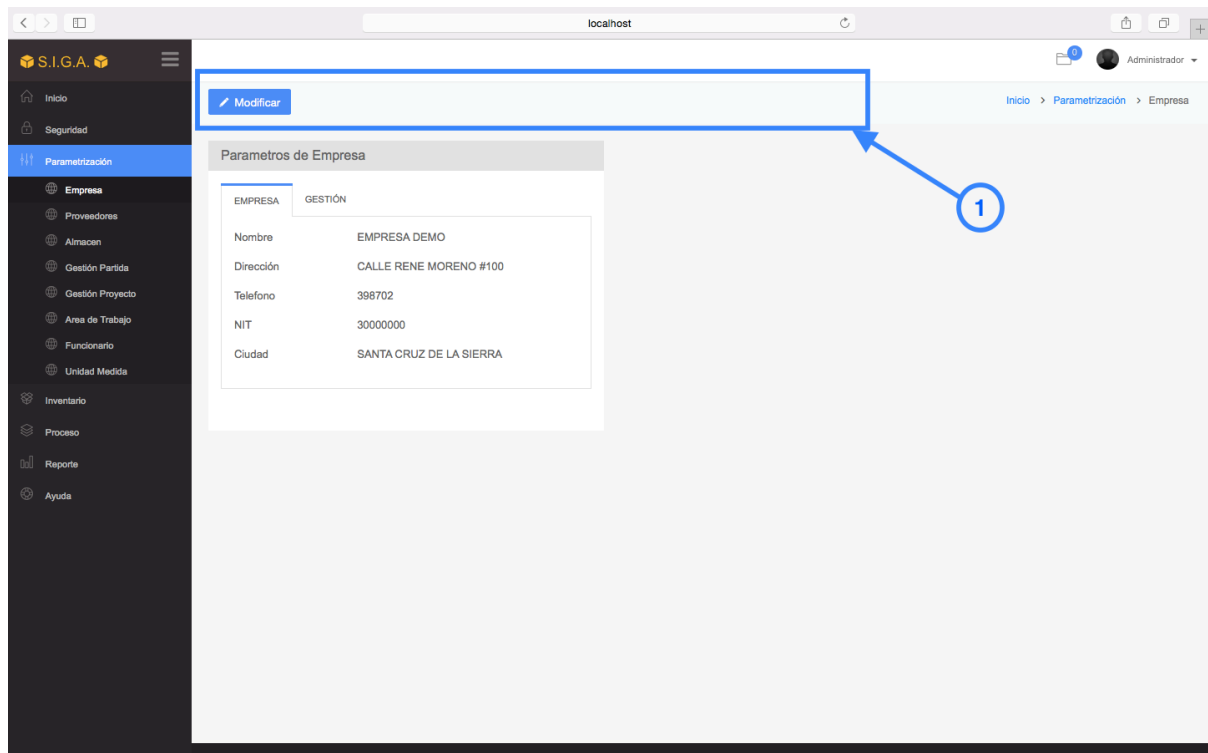 localhost
S.I.G.A.
0
Administrador
Inicio
Seguridad
Parametrización
Empresa
Proveedores
Almacen
Gestión Partida
Gestión Proyecto
Area de Trabajo
Funcionario
Unidad Medida
Inventario
Proceso
Reporte
Ayuda
Modificar
Inicio > Parametrización > Empresa
1
Parametros de Empresa
EMPRESA GESTIÓN
Nombre EMPRESA DEMO
Dirección CALLE RENE MORENO #100
Telefono 398702
NIT 30000000
Ciudad SANTA CRUZ DE LA SIERRA